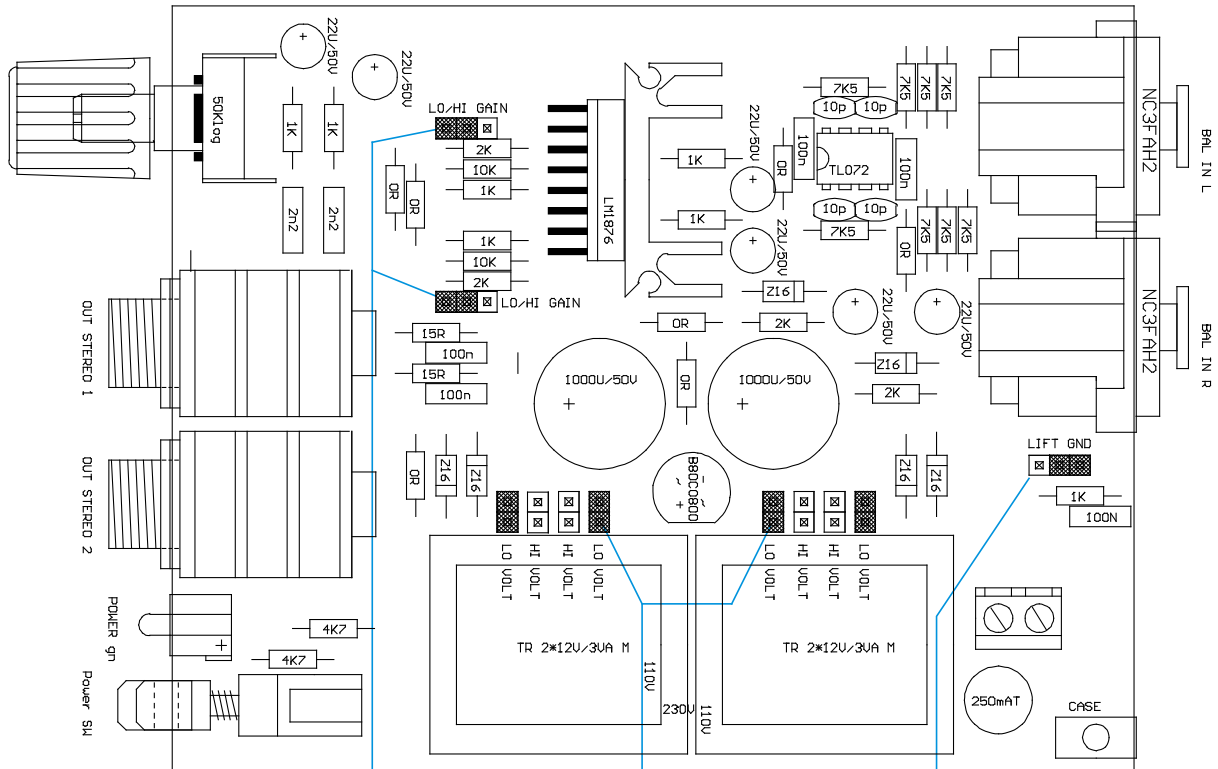 22U/50V
22U/50V
50Klog
1K
1K
2n2
2n2
LO/HI GAIN
2K
10K
1K
0R
0R
1K
10K
2K
LO/HI GAIN
LM1876
1K
1K
22U/50V
22U/50V
0R
100n
7K5
10p
10p
TL072
100n
10p
10p
7K5
7K5
7K5
7K5
7K5
7K5
7K5
0R
NC3FAH2
BAL IN L
NC3FAH2
BAL IN R
Z16
2K
0R
22U/50V
22U/50V
Z16
2K
OUT STEREO 1
15R
100n
15R
100n
1000U/50V
+
0R
1000U/50V
+
OUT STEREO 2
0R
Z16
Z16
B80C0800
~ -
+ ~
Z16
Z16
LIFT GND
1K
100N
LO VOLT
HI VOLT
HI VOLT
LO VOLT
LO VOLT
HI VOLT
HI VOLT
LO VOLT
POWER gn
+
4K7
4K7
Power SW
TR 2*12V/3VA M
110V
230V
110V
TR 2*12V/3VA M
250mAT
CASE